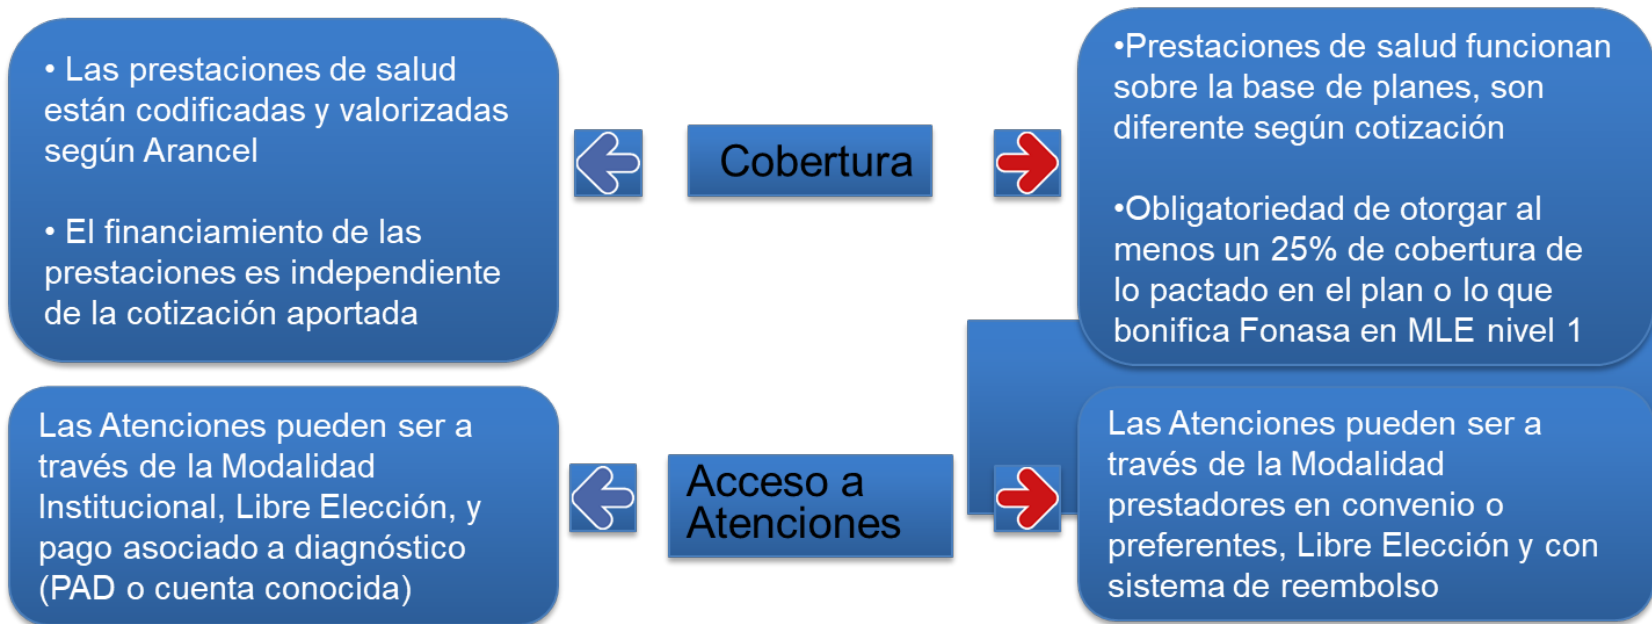 • Las prestaciones de salud
están codificadas y valorizadas
según Arancel
• El financiamiento de las
prestaciones es independiente
de la cotización aportada
Cobertura
•Prestaciones de salud funcionan
sobre la base de planes, son
diferente según cotización
•Obligatoriedad de otorgar al
menos un 25% de cobertura de
lo pactado en el plan o lo que
bonifica Fonasa en MLE nivel 1
Las Atenciones pueden ser a
través de la Modalidad
Institucional, Libre Elección, y
pago asociado a diagnóstico
(PAD o cuenta conocida)
Acceso a
Atenciones
Las Atenciones pueden ser a
través de la Modalidad
prestadores en convenio o
preferentes, Libre Elección y con
sistema de reembolso